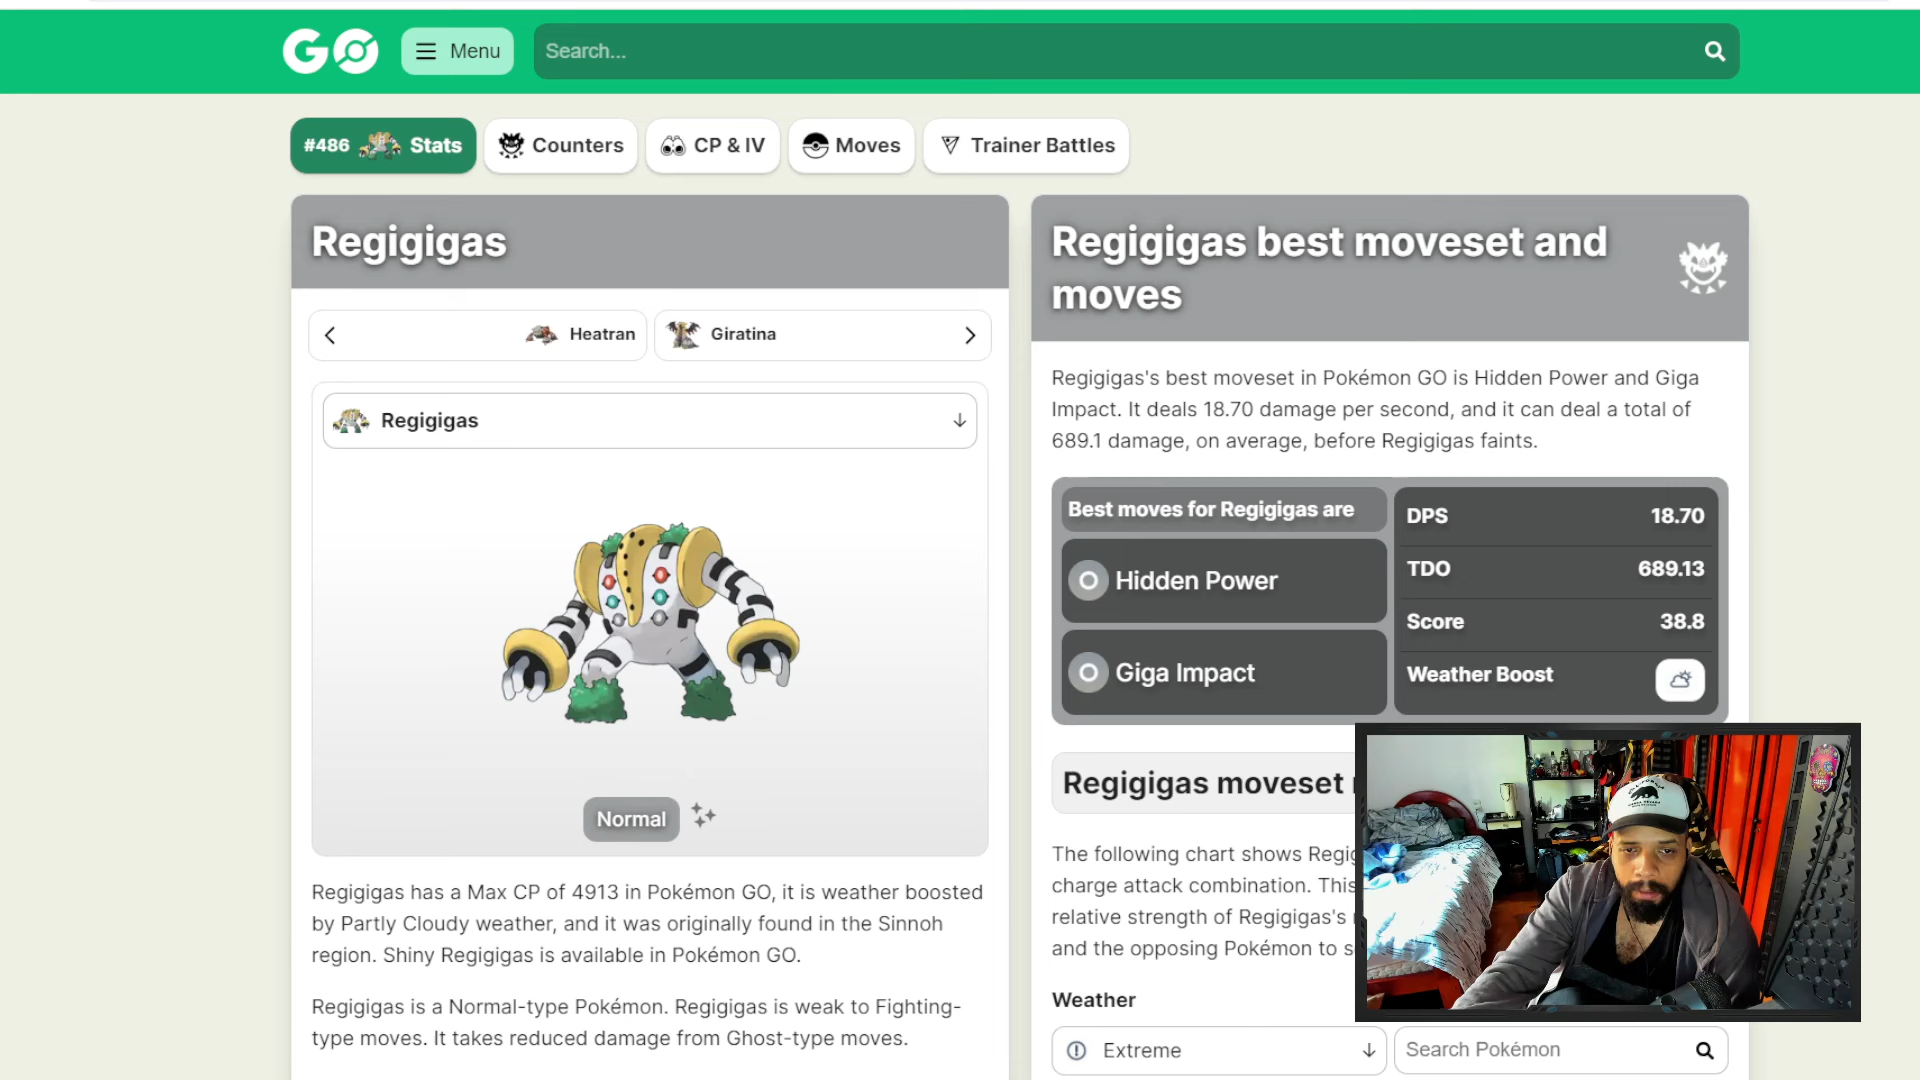 GO
Menu
Search...
#486 Stats
Counters
CP & IV
Moves
Trainer Battles
Regigigas
Heatran
Giratina
Regigigas
Normal
Regigigas has a Max CP of 4913 in Pokémon GO, it is weather boosted
by Partly Cloudy weather, and it was originally found in the Sinnoh
region. Shiny Regigigas is available in Pokémon GO.
Regigigas is a Normal-type Pokémon. Regigigas is weak to Fighting-
type moves. It takes reduced damage from Ghost-type moves.
Regigigas best moveset and
moves
Regigigas's best moveset in Pokémon GO is Hidden Power and Giga
Impact. It deals 18.70 damage per second, and it can deal a total of
689.1 damage, on average, before Regigigas faints.
Best moves for Regigigas are
Hidden Power
Giga Impact
DPS 18.70
TDO 689.13
Score 38.8
Weather Boost
Regigigas moveset
The following chart shows Regig
charge attack combination. This
relative strength of Regigigas's
and the opposing Pokémon to s
Weather
Extreme
Search Pokémon